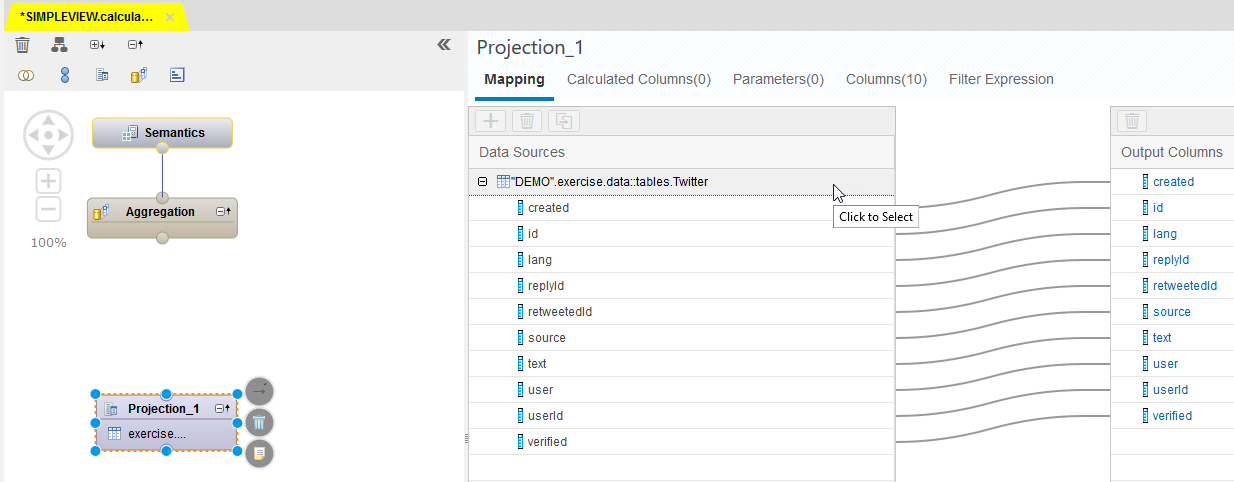 *SIMPLEVIEW.calcula... ×
Projection_1
Mapping Calculated Columns(0) Parameters(0) Columns(10) Filter Expression
Semantics
Aggregation
100%
Projection_1
exercise....
Data Sources
"DEMO".exercise.data::tables.Twitter
Click to Select
created
id
lang
replyId
retweetedId
source
text
user
userId
verified
Output Columns
created
id
lang
replyId
retweetedId
source
text
user
userId
verified